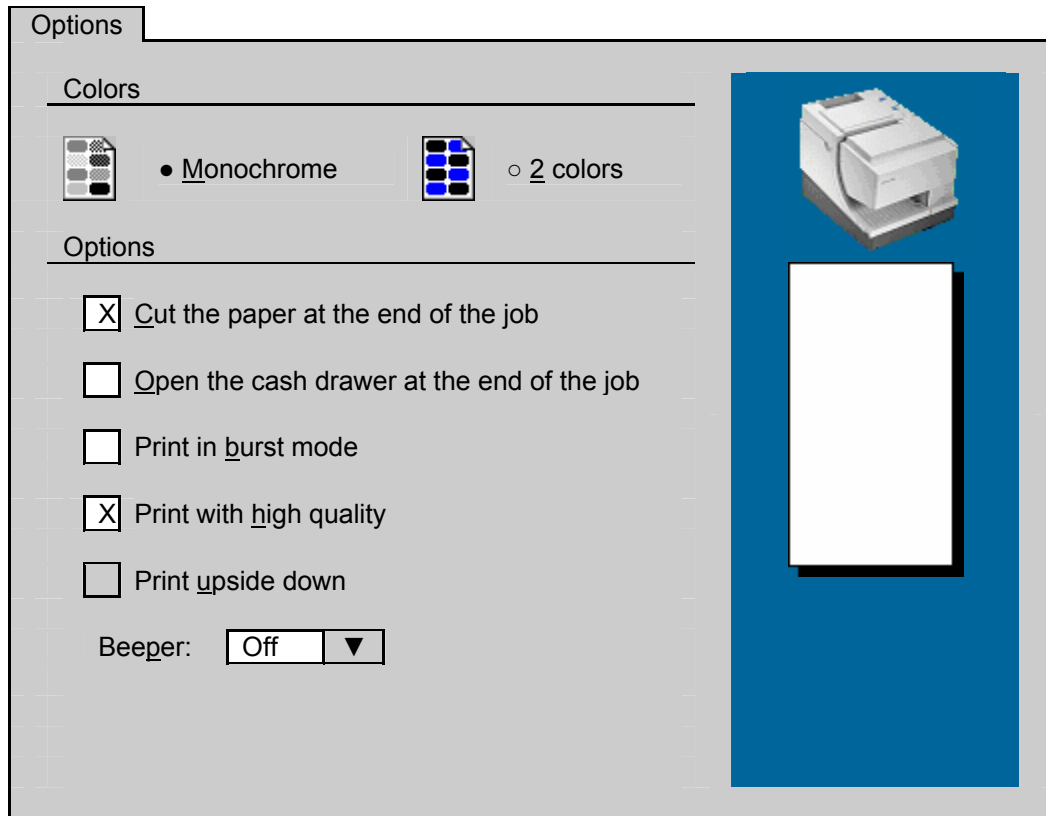 Options
Colors
● Monochrome ○ 2 colors
Options
X Cut the paper at the end of the job
Open the cash drawer at the end of the job
Print in burst mode
X Print with high quality
Print upside down
Beeper: Off ▼